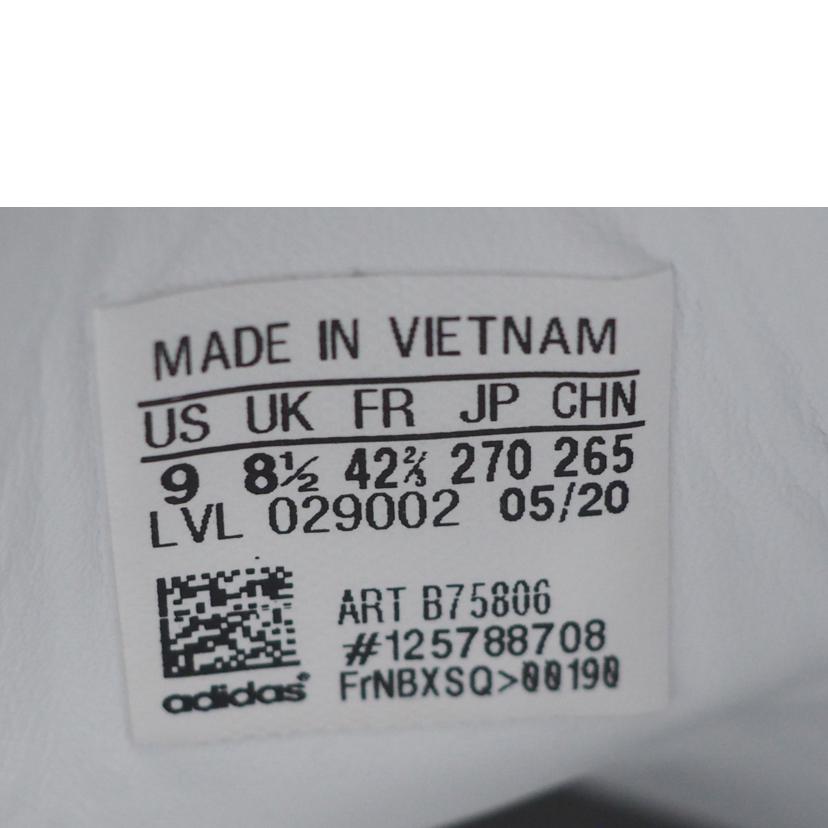 MADE IN VIETNAM
US UK FR JP CHN
9 8½ 42⅔ 270 265
LVL 029002 05/20
ART B75806
#125788708
FrNBXSQ>00190
adidas®